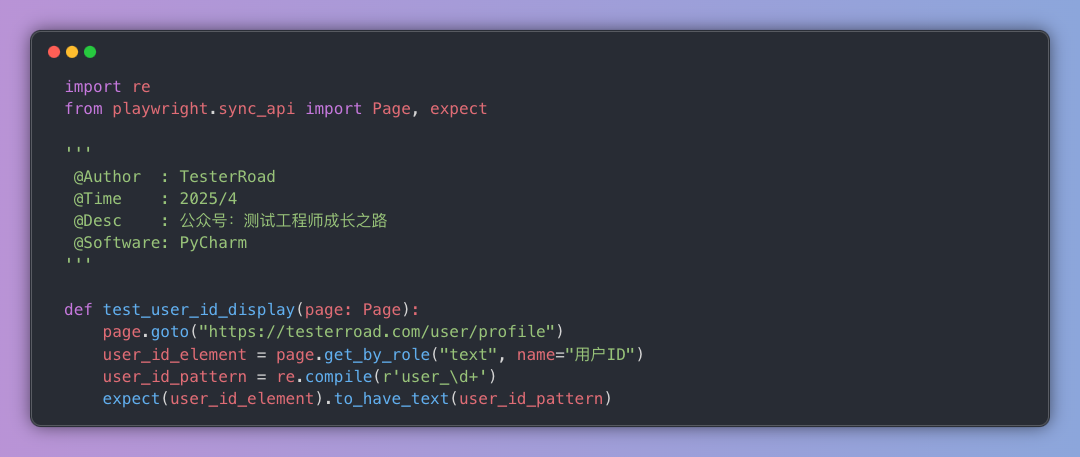 import re
from playwright.sync_api import Page, expect
'''
@Author  : TesterRoad
@Time    : 2025/4
@Desc    : 公众号：测试工程师成长之路
@Software: PyCharm
'''
def test_user_id_display(page: Page):
    page.goto("https://testerroad.com/user/profile")
    user_id_element = page.get_by_role("text", name="用户ID")
    user_id_pattern = re.compile(r'user_\d+')
    expect(user_id_element).to_have_text(user_id_pattern)